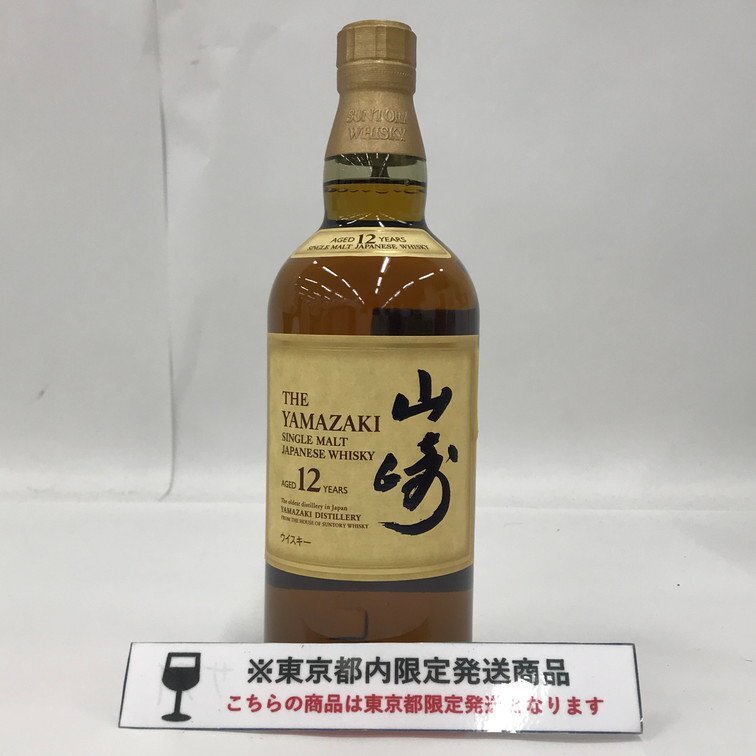 SUNTORY
WHISKY
AGED 12 YEARS
SINGLE MALT JAPANESE WHISKY
THE
YAMAZAKI
SINGLE MALT
JAPANESE WHISKY
AGED 12 YEARS
The oldest distillery in Japan
YAMAZAKI DISTILLERY
FROM THE HOUSE OF SUNTORY WHISKY
ウイスキー
山崎
※東京都内限定発送商品
こちらの商品は東京都限定発送となります